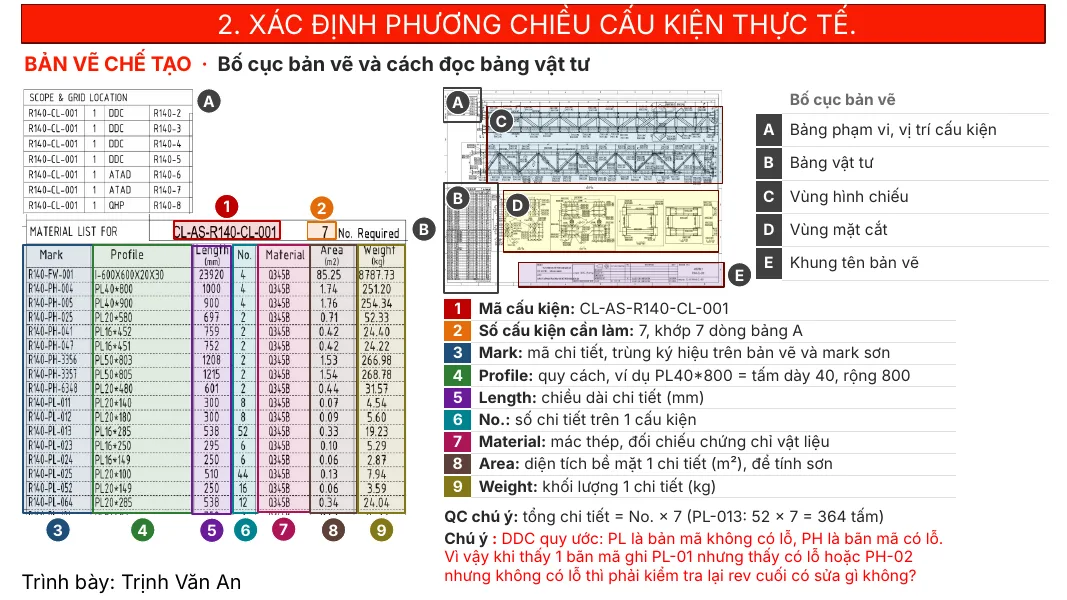 2. XÁC ĐỊNH PHƯƠNG CHIỀU CẤU KIỆN THỰC TẾ.
BẢN VẼ CHẾ TẠO · Bố cục bản vẽ và cách đọc bảng vật tư
SCOPE & GRID LOCATION
R140-CL-001 1 DDC R140-2
R140-CL-001 1 DDC R140-3
R140-CL-001 1 DDC R140-4
R140-CL-001 1 DDC R140-5
R140-CL-001 1 ATAD R140-6
R140-CL-001 1 ATAD R140-7
R140-CL-001 1 QHP R140-8
A
1
2
MATERIAL LIST FOR CL-AS-R140-CL-001 7 No. Required
B
Mark Profile Length (mm) No. Material Area (m2) Weight (kg)
R140-FW-001 I-600X600X20X30 23920 4 Q345B 85.25 8787.73
R140-PH-004 PL40*800 1000 4 Q345B 1.74 251.20
R140-PH-005 PL40*900 900 4 Q345B 1.76 254.34
R140-PH-025 PL20*580 697 2 Q345B 0.71 52.33
R140-PH-041 PL16*452 759 2 Q345B 0.42 24.40
R140-PH-047 PL16*451 752 2 Q345B 0.42 24.22
R140-PH-3356 PL50*803 1208 2 Q345B 1.53 266.98
R140-PH-3357 PL50*805 1215 2 Q345B 1.54 268.78
R140-PH-6348 PL20*480 601 2 Q345B 0.44 31.57
R140-PL-011 PL20*140 300 8 Q345B 0.07 4.54
R140-PL-012 PL20*180 300 8 Q345B 0.09 5.60
R140-PL-013 PL16*285 538 52 Q345B 0.33 19.23
R140-PL-023 PL16*250 295 6 Q345B 0.10 5.29
R140-PL-024 PL16*149 250 6 Q345B 0.06 2.87
R140-PL-025 PL20*100 510 44 Q345B 0.13 7.94
R140-PL-052 PL20*149 250 16 Q345B 0.06 3.59
R140-PL-064 PL20*285 538 12 Q345B 0.34 24.04
3 4 5 6 7 8 9
Trình bày: Trịnh Văn An
A
C
B
D
E
Bố cục bản vẽ
A Bảng phạm vi, vị trí cấu kiện
B Bảng vật tư
C Vùng hình chiếu
D Vùng mặt cắt
E Khung tên bản vẽ
1 Mã cấu kiện: CL-AS-R140-CL-001
2 Số cấu kiện cần làm: 7, khớp 7 dòng bảng A
3 Mark: mã chi tiết, trùng ký hiệu trên bản vẽ và mark sơn
4 Profile: quy cách, ví dụ PL40*800 = tấm dày 40, rộng 800
5 Length: chiều dài chi tiết (mm)
6 No.: số chi tiết trên 1 cấu kiện
7 Material: mác thép, đối chiếu chứng chỉ vật liệu
8 Area: diện tích bề mặt 1 chi tiết (m²), để tính sơn
9 Weight: khối lượng 1 chi tiết (kg)
QC chú ý: tổng chi tiết = No. × 7 (PL-013: 52 × 7 = 364 tấm)
Chú ý : DDC quy ước: PL là bản mã không có lỗ, PH là bãn mã có lỗ.
Vì vậy khi thấy 1 bãn mã ghi PL-01 nhưng thấy có lỗ hoặc PH-02
nhưng không có lỗ thì phải kiểm tra lại rev cuối có sửa gì không?